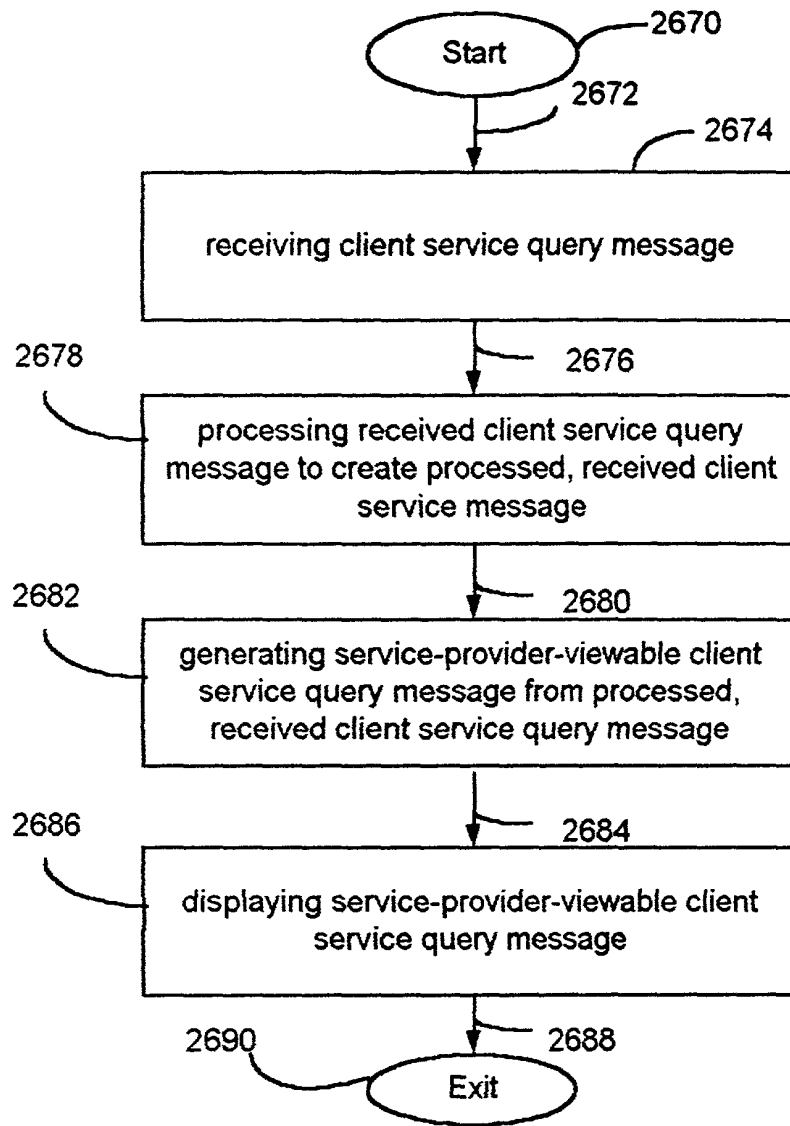 Start
2670
2672
2674
receiving client service query message
2676
2678
processing received client service query
message to create processed, received client
service message
2680
2682
generating service-provider-viewable client
service query message from processed,
received client service query message
2684
2686
displaying service-provider-viewable client
service query message
2688
2690
Exit